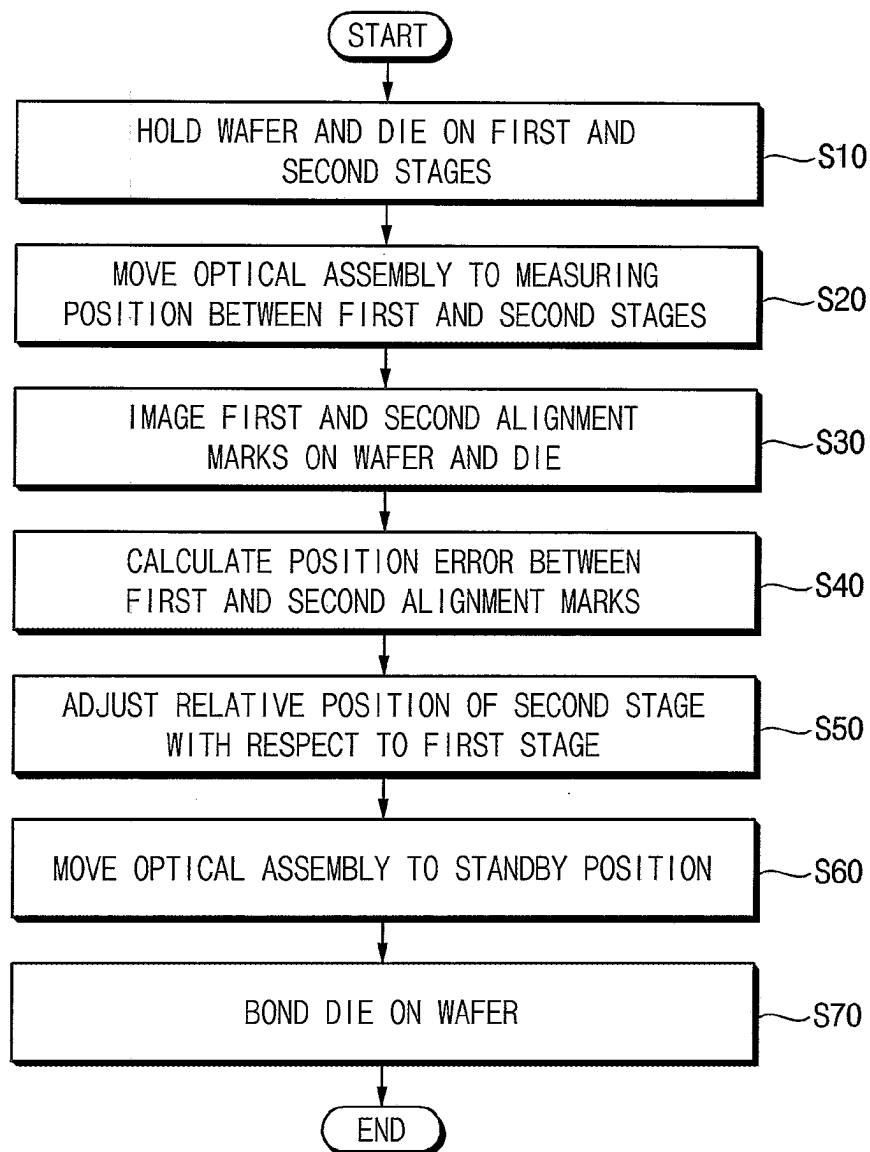 START
HOLD WAFER AND DIE ON FIRST AND
SECOND STAGES
S10
MOVE OPTICAL ASSEMBLY TO MEASURING
POSITION BETWEEN FIRST AND SECOND STAGES
S20
IMAGE FIRST AND SECOND ALIGNMENT
MARKS ON WAFER AND DIE
S30
CALCULATE POSITION ERROR BETWEEN
FIRST AND SECOND ALIGNMENT MARKS
S40
ADJUST RELATIVE POSITION OF SECOND STAGE
WITH RESPECT TO FIRST STAGE
S50
MOVE OPTICAL ASSEMBLY TO STANDBY POSITION
S60
BOND DIE ON WAFER
S70
END